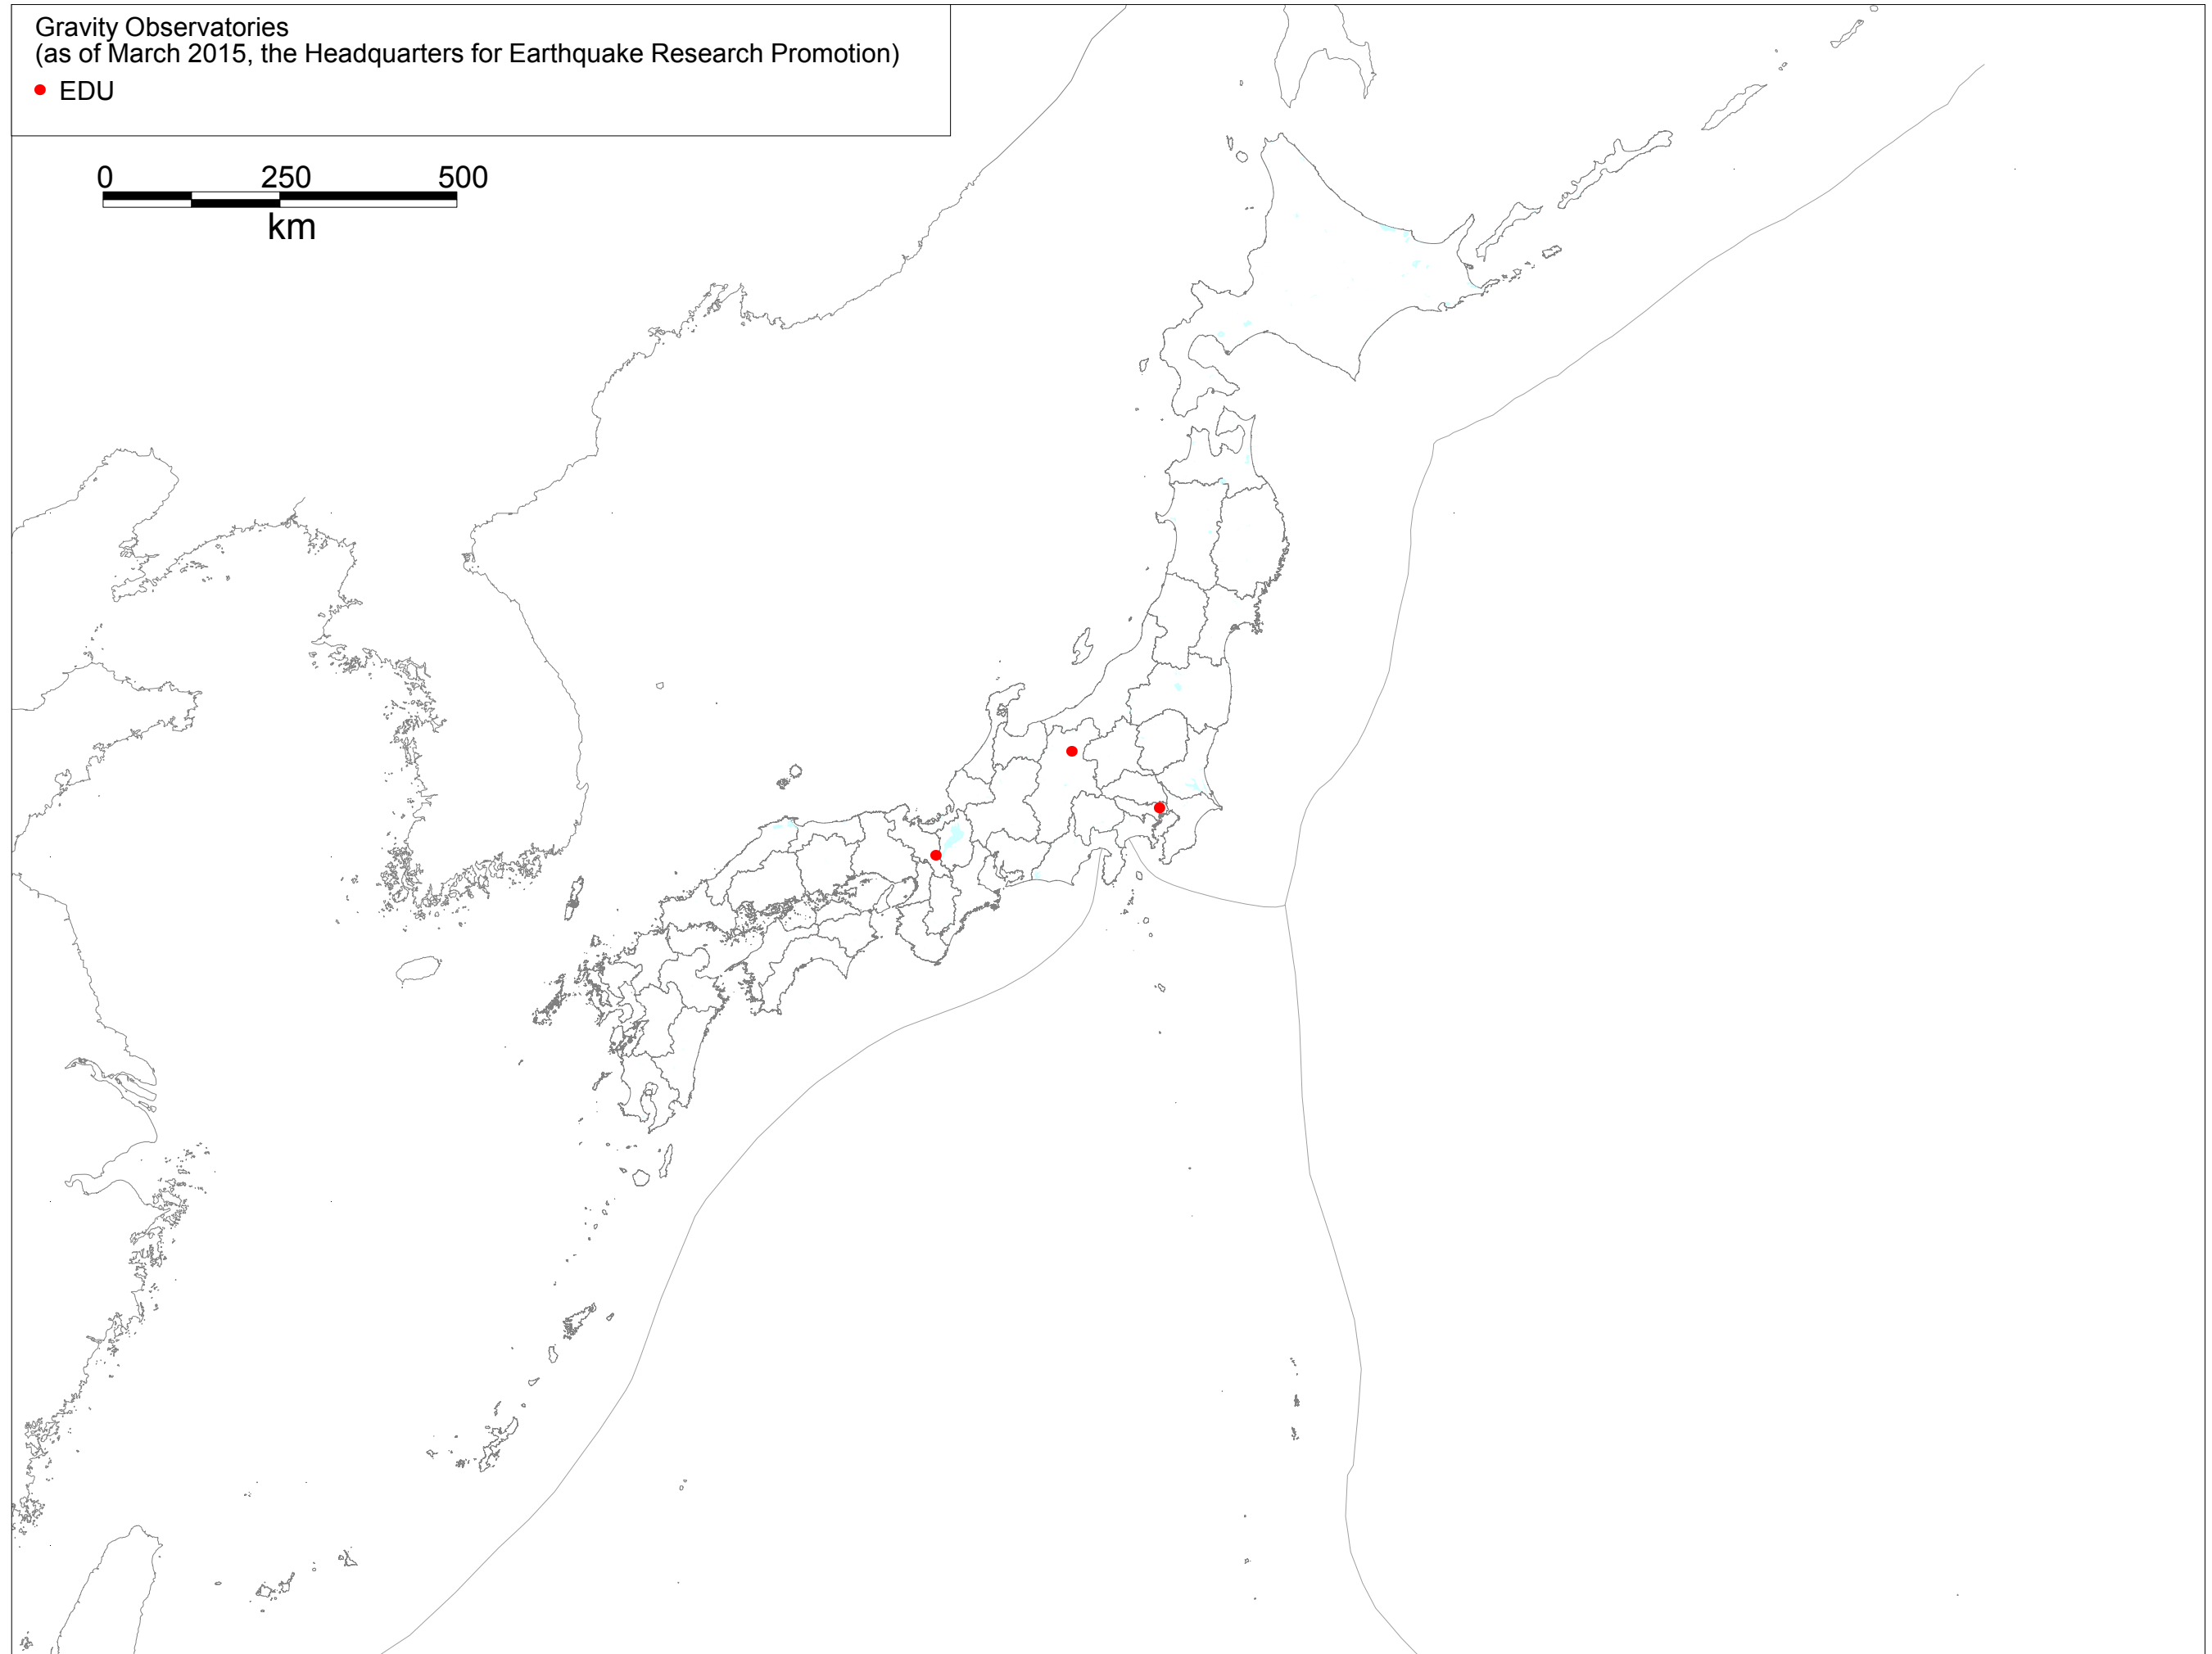 Gravity Observatories
(as of March 2015, the Headquarters for Earthquake Research Promotion)
EDU
0 250 500
km